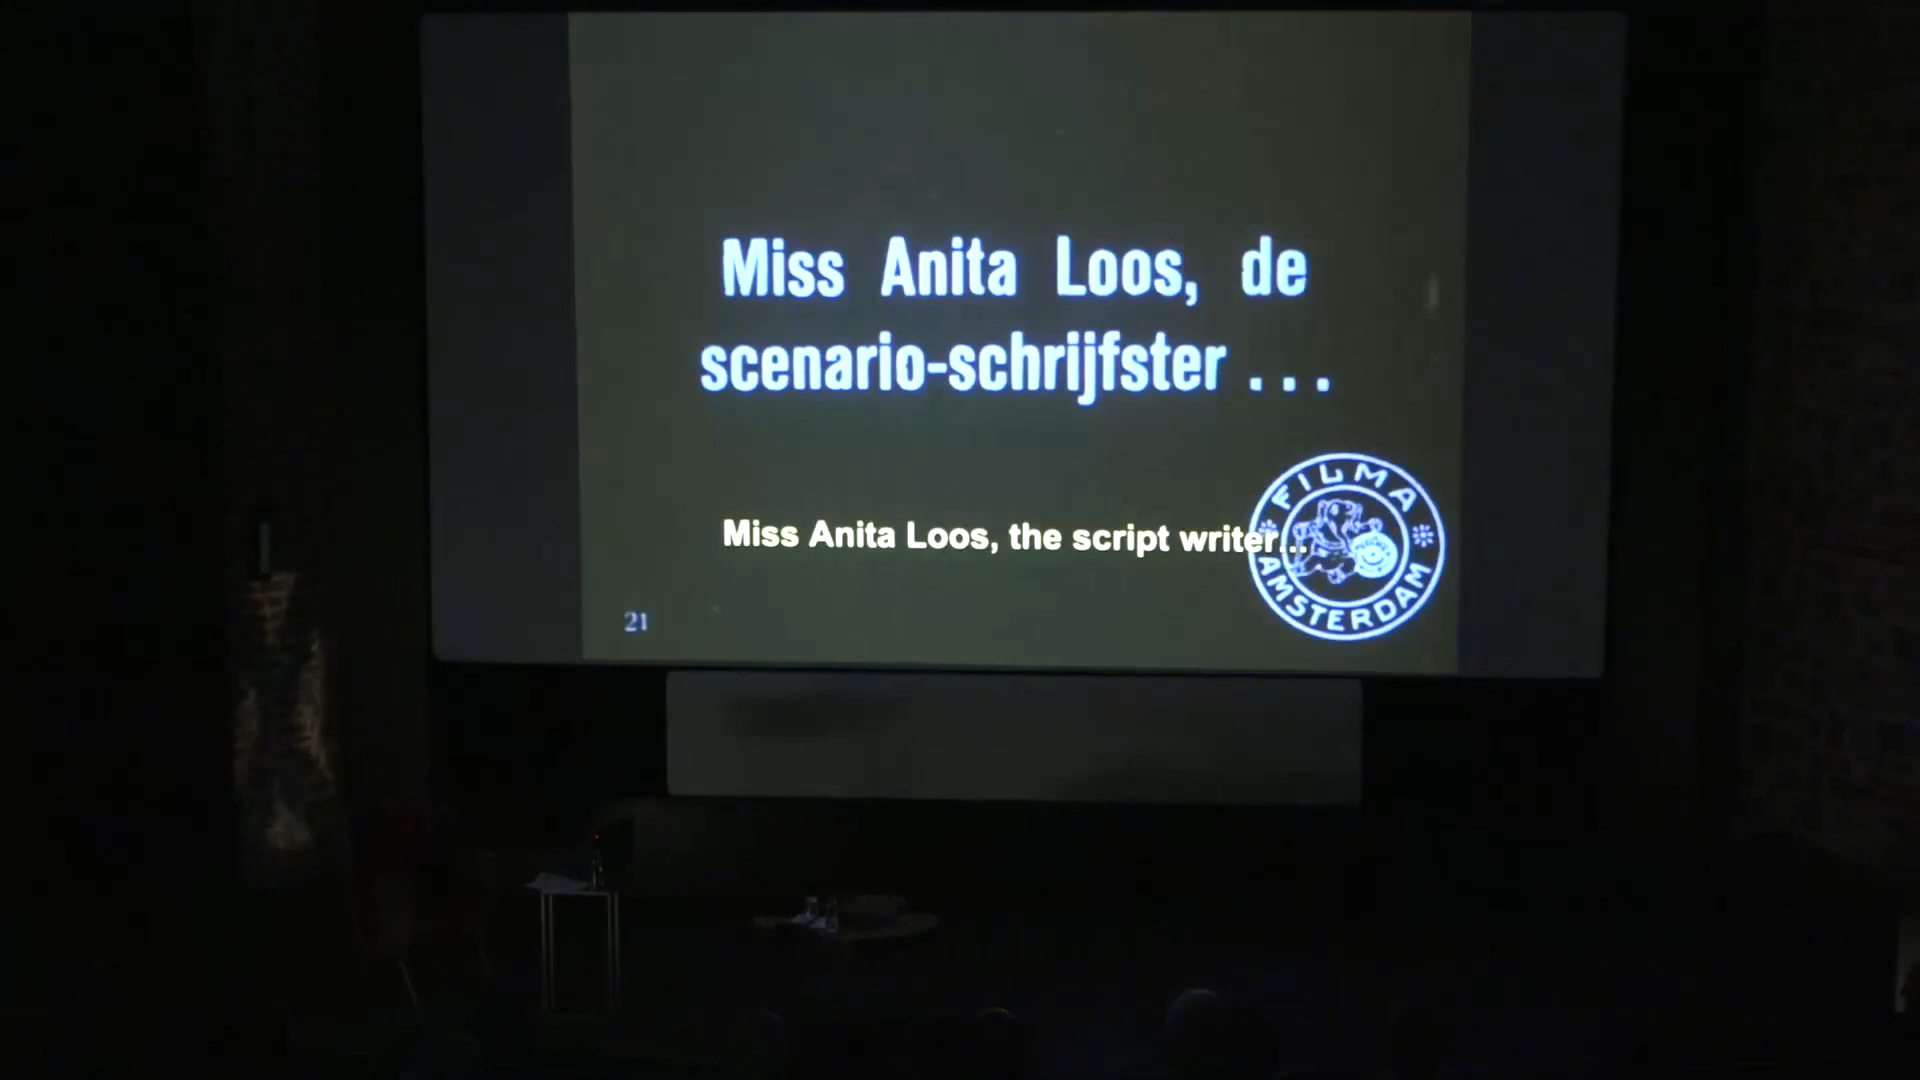 Miss Anita Loos, de
scenario-schrijfster ...
Miss Anita Loos, the script writer...
FILMA
AMSTERDAM
21